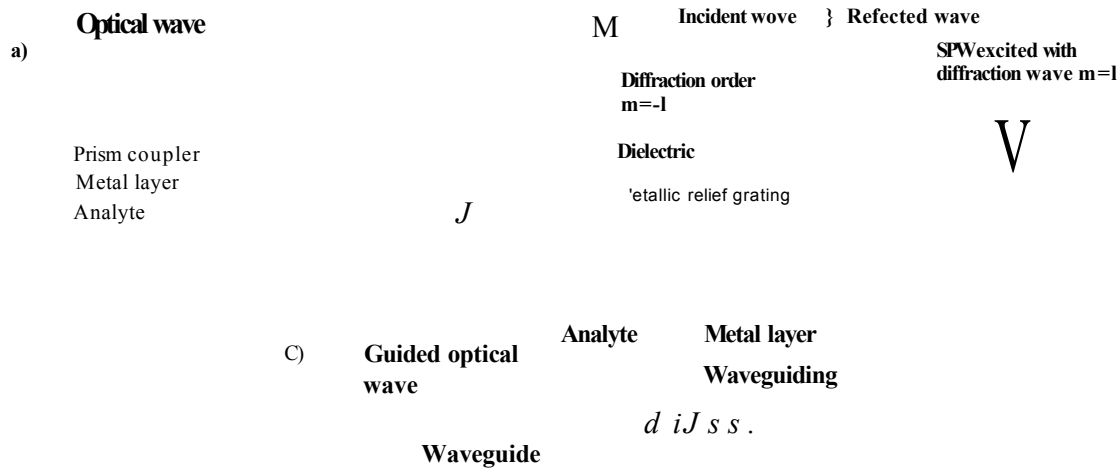 Optical wave
a)
M
Incident wove } Refected wave
SPWexcited with
diffraction wave m=l
Diffraction order
m=-l
V
Prism coupler
Metal layer
Analyte
J
Dielectric
'etallic relief grating
C)
Guided optical
wave
Analyte
Metal layer
Waveguiding
d iJ s s .
Waveguide